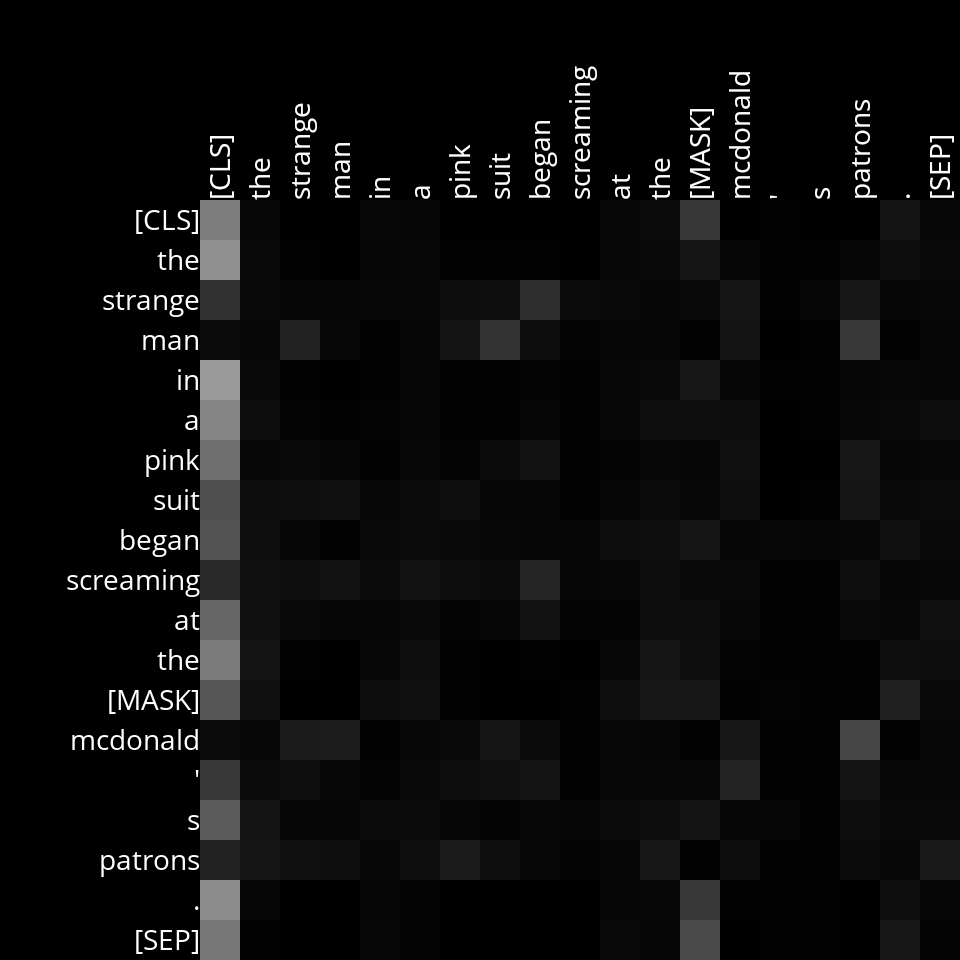 [CLS] the strange man in a pink suit began screaming at the [MASK] mcdonald ' s patrons . [SEP]
[CLS]
the
strange
man
in
a
pink
suit
began
screaming
at
the
[MASK]
mcdonald
'
s
patrons
.
[SEP]